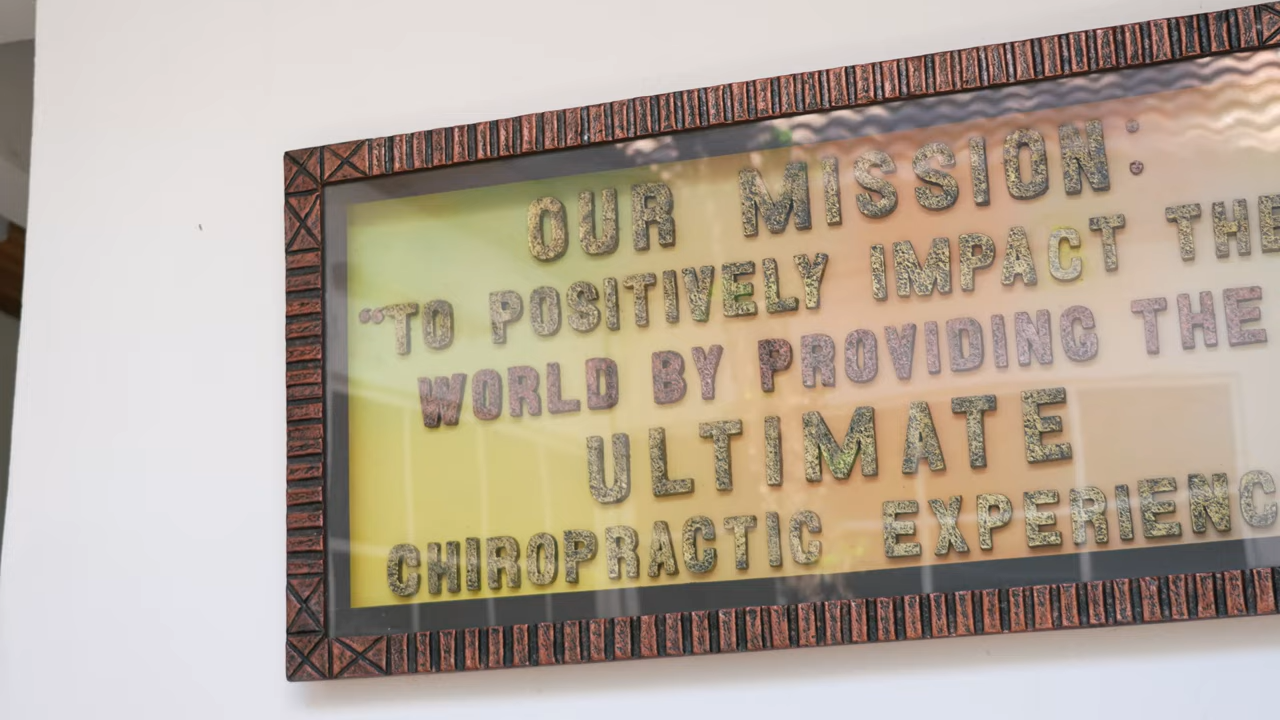 OUR MISSION:
"TO POSITIVELY IMPACT THE
WORLD BY PROVIDING THE
ULTIMATE
CHIROPRACTIC EXPERIENC